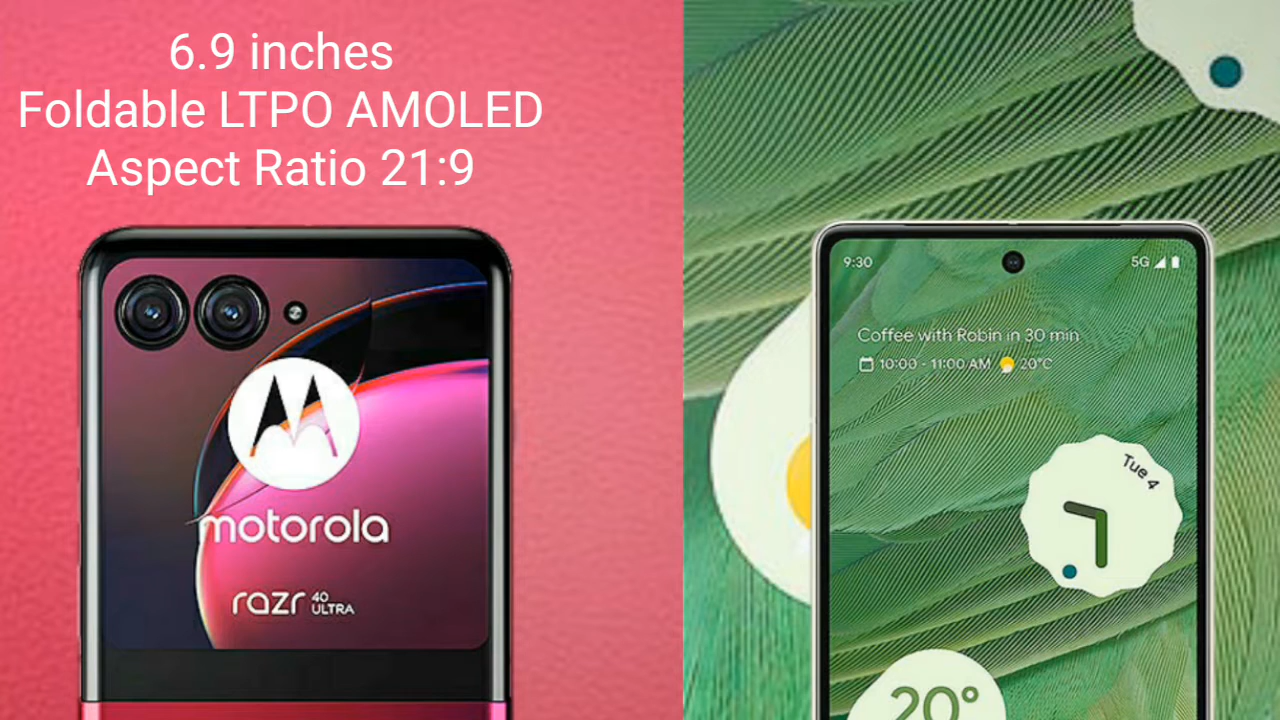 6.9 inches
Foldable LTPO AMOLED
Aspect Ratio 21:9
motorola
razr 40 ULTRA
9:30
5G
Coffee with Robin in 30 min
10:00 - 11:00 AM 20°C
Tue 4
20°